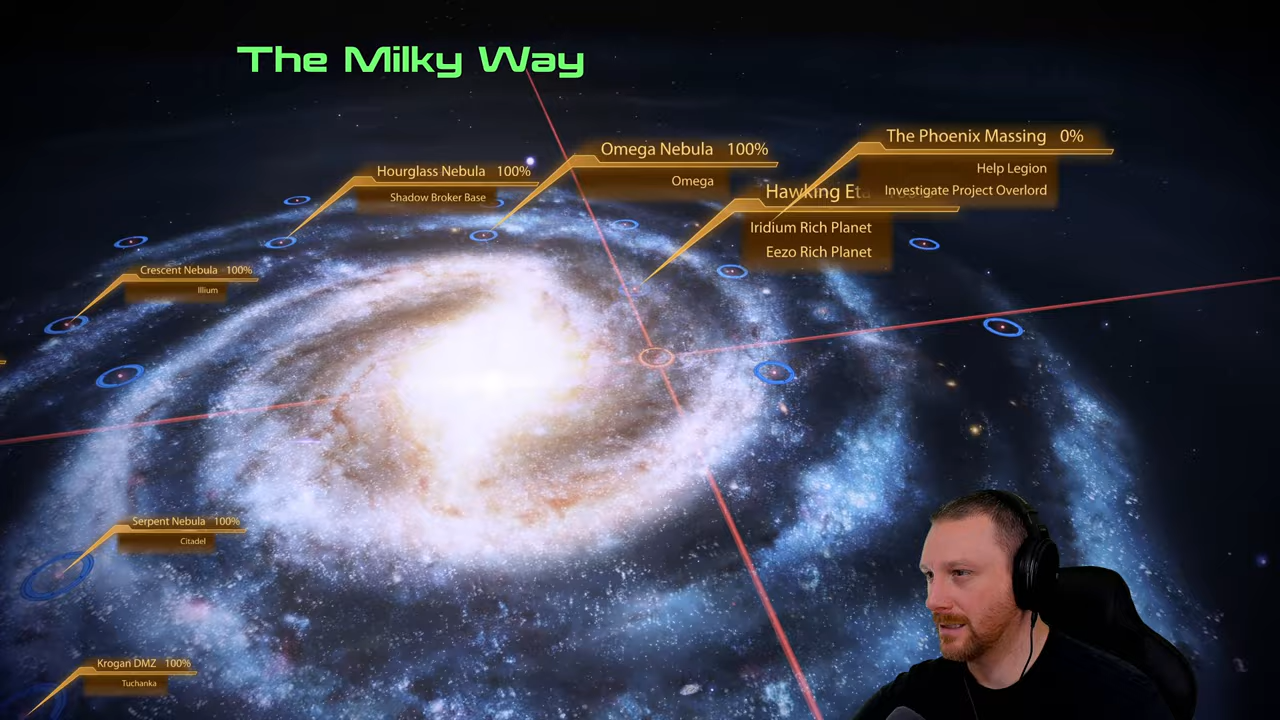 The Milky Way
The Phoenix Massing 0%
Help Legion
Investigate Project Overlord
Omega Nebula 100%
Omega
Hourglass Nebula 100%
Shadow Broker Base
Hawking Eta
Iridium Rich Planet
Eezo Rich Planet
Crescent Nebula 100%
Illium
Serpent Nebula 100%
Citadel
Krogan DMZ 100%
Tuchanka